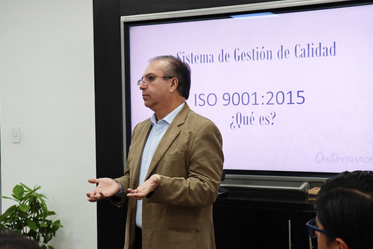 Sistema de Gestión de Calidad
ISO 9001:2015
¿Qué es?